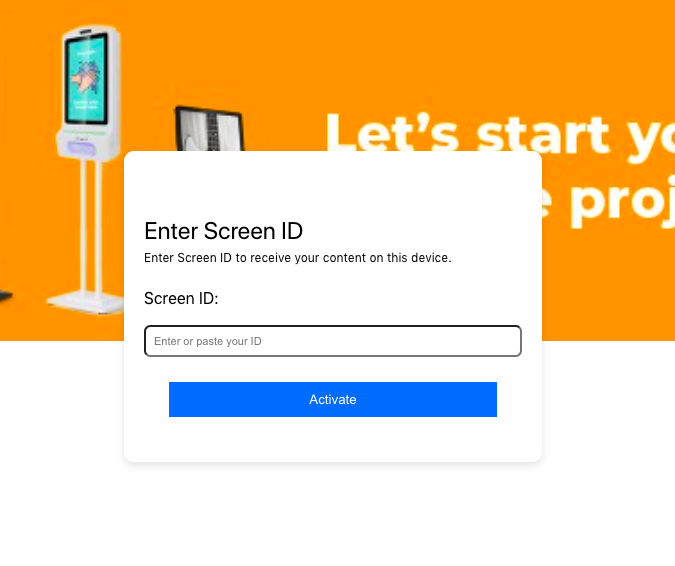 Let's start yo
e proj
Enter Screen ID
Enter Screen ID to receive your content on this device.
Screen ID:
Enter or paste your ID
Activate